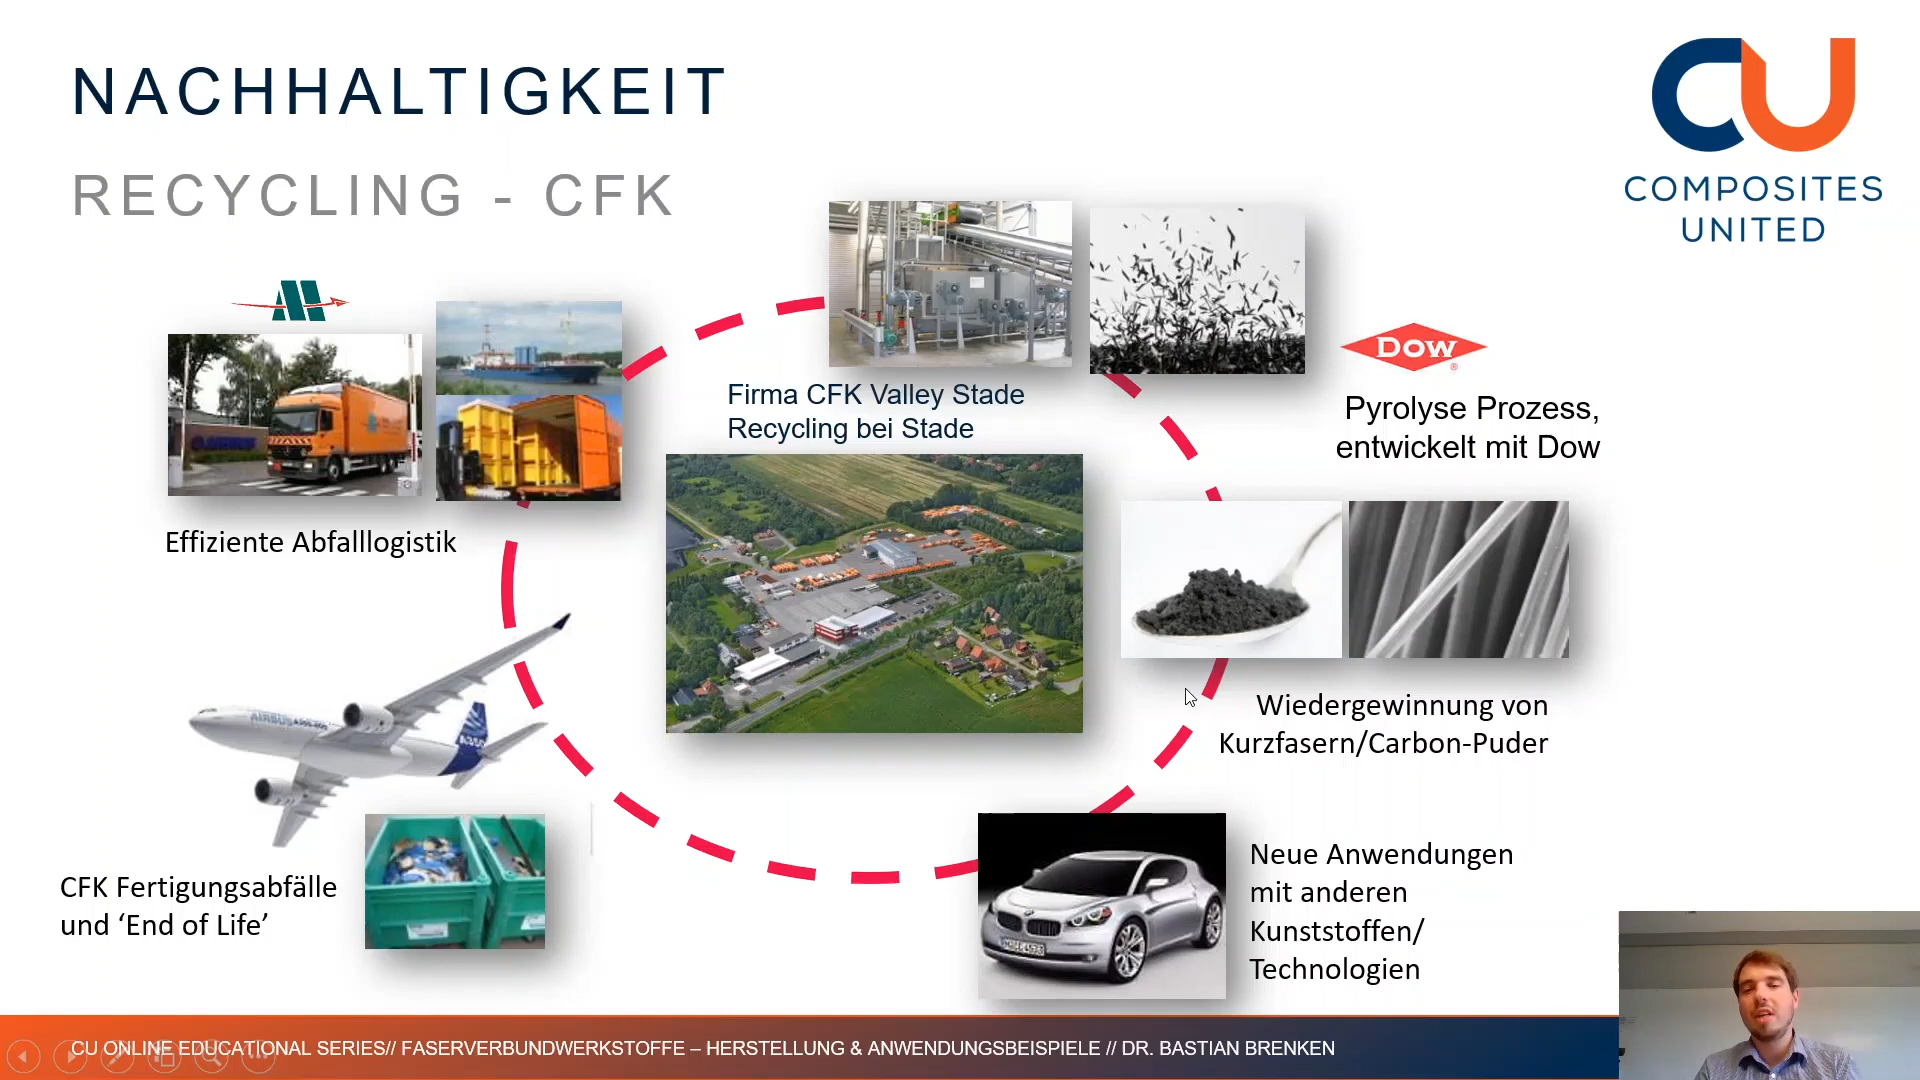 NACHHALTIGKEIT
RECYCLING - CFK
CU
COMPOSITES
UNITED
Firma CFK Valley Stade
Recycling bei Stade
DOW
Pyrolyse Prozess,
entwickelt mit Dow
Effiziente Abfalllogistik
AIRBUS
Wiedergewinnung von
Kurzfasern/Carbon-Puder
CFK Fertigungsabfälle
und ‘End of Life’
Neue Anwendungen
mit anderen
Kunststoffen/
Technologien
CU ONLINE EDUCATIONAL SERIES// FASERVERBUNDWERKSTOFFE – HERSTELLUNG & ANWENDUNGSBEISPIELE // DR. BASTIAN BRENKEN